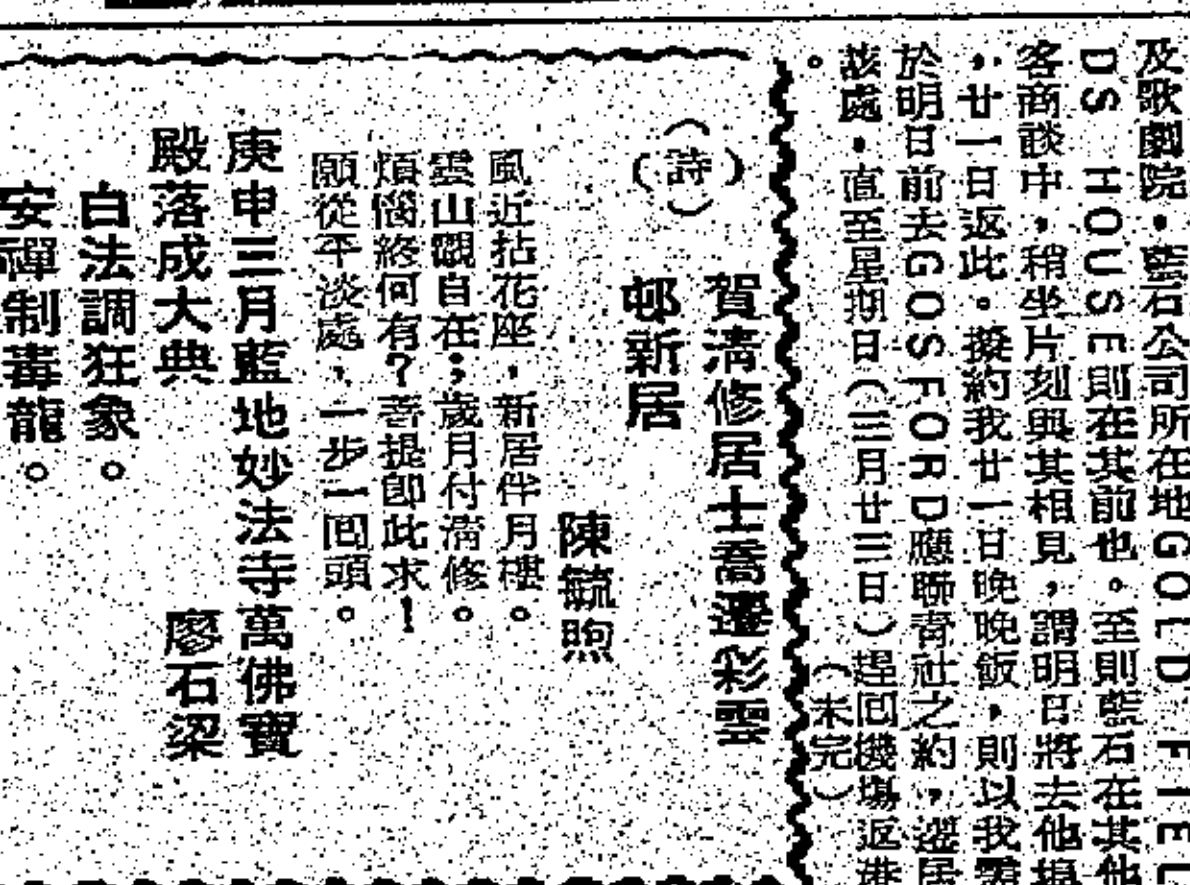 及歌劇院,藍石公司所在地GOLD FIEL
DS HOUSE則在其前也。至則藍石在其他
客商談中,稍坐片刻與其相見,謂明日將去他埠
;廿一日返此。擬約我廿一日晚晚飯,則以我需
於明日前去GOSFORD應聯青社之約,遊居
該處,直至星期日(三月廿三日)趕回機場返港
。
(未完)
(詩)
賀清修居士喬遷彩雲
邨新居
陳毓煦
風近拈花座,新居伴月樓。
雲山觀自在;歲月付清修。
煩惱終何有?菩提即此求!
願從平淡處,一步一回頭。
庚申三月藍地妙法寺萬佛寶
殿落成大典
廖石梁
白法調狂象。
安禪制毒龍。